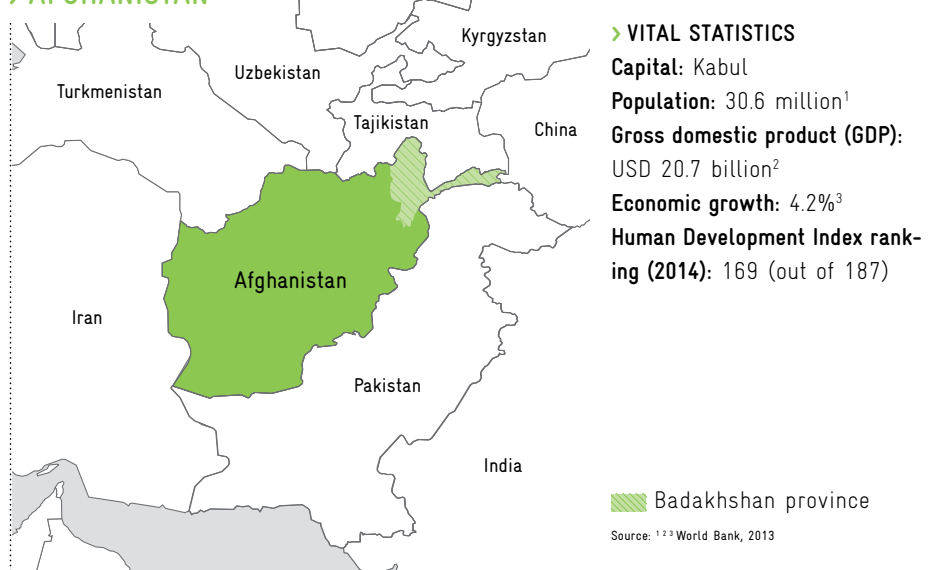 > AFGHANISTAN
Kyrgyzstan
Uzbekistan
Turkmenistan
Tajikistan
China
Afghanistan
Iran
Pakistan
India
> VITAL STATISTICS
Capital: Kabul
Population: 30.6 million¹
Gross domestic product (GDP):
USD 20.7 billion²
Economic growth: 4.2%³
Human Development Index rank-
ing (2014): 169 (out of 187)
Badakhshan province
Source: ¹ ² ³ World Bank, 2013